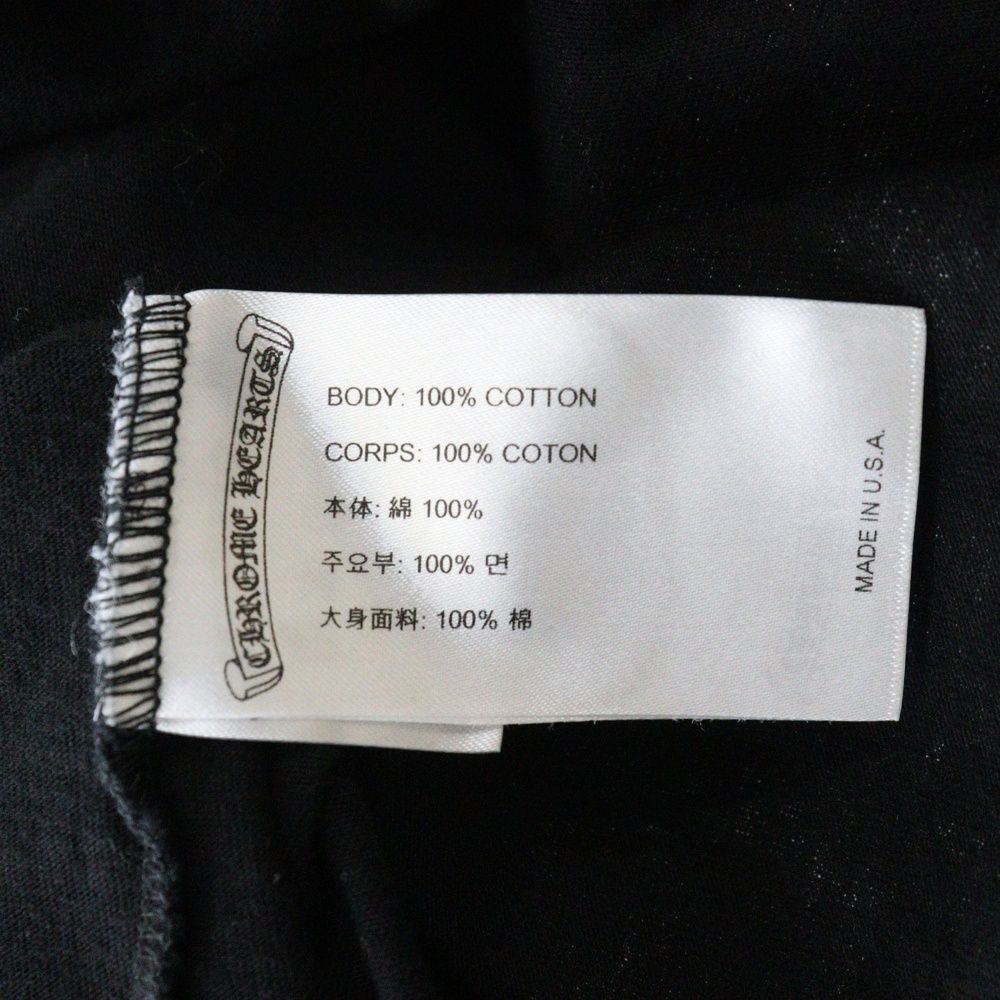 CHROME HEARTS
BODY: 100% COTTON
CORPS: 100% COTON
本体: 綿 100%
주요부: 100% 면
大身面料: 100% 棉
MADE IN U.S.A.